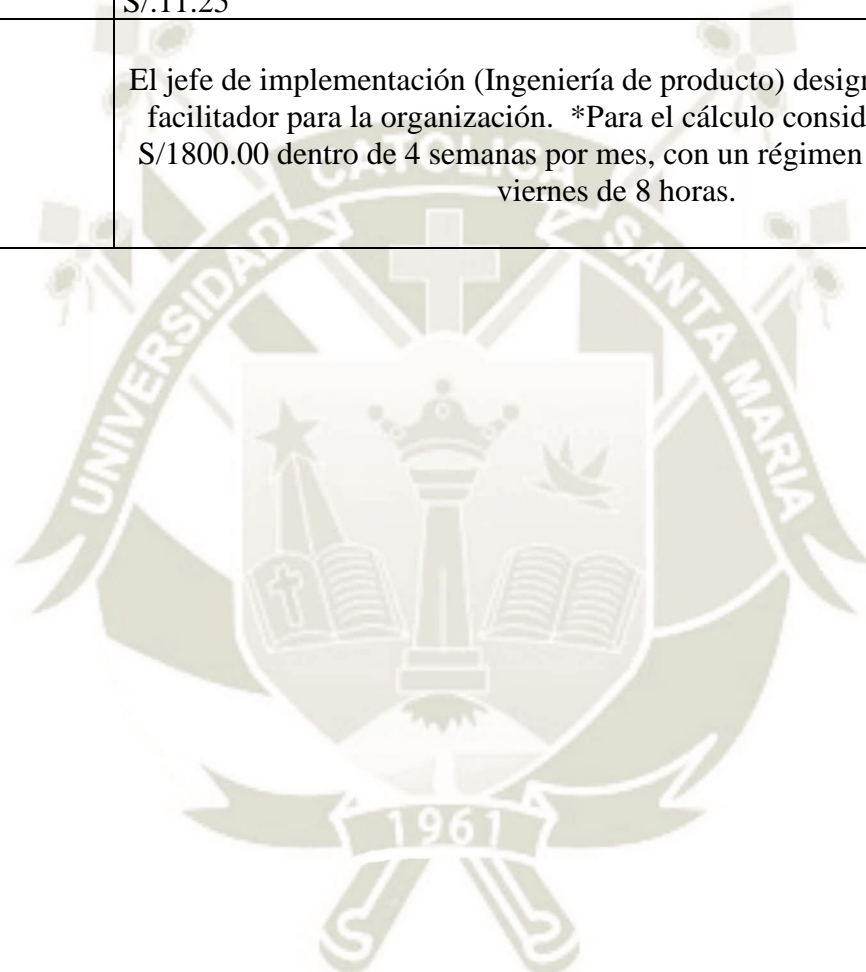 S/.11.25
El jefe de implementación (Ingeniería de producto)
facilitador para la organización. *Para el cálculo
S/1800.00 dentro de 4 semanas por mes, con un régimen
viernes de 8 horas.
UNIVERSIDAD CATOLICA SANTA MARIA
1961